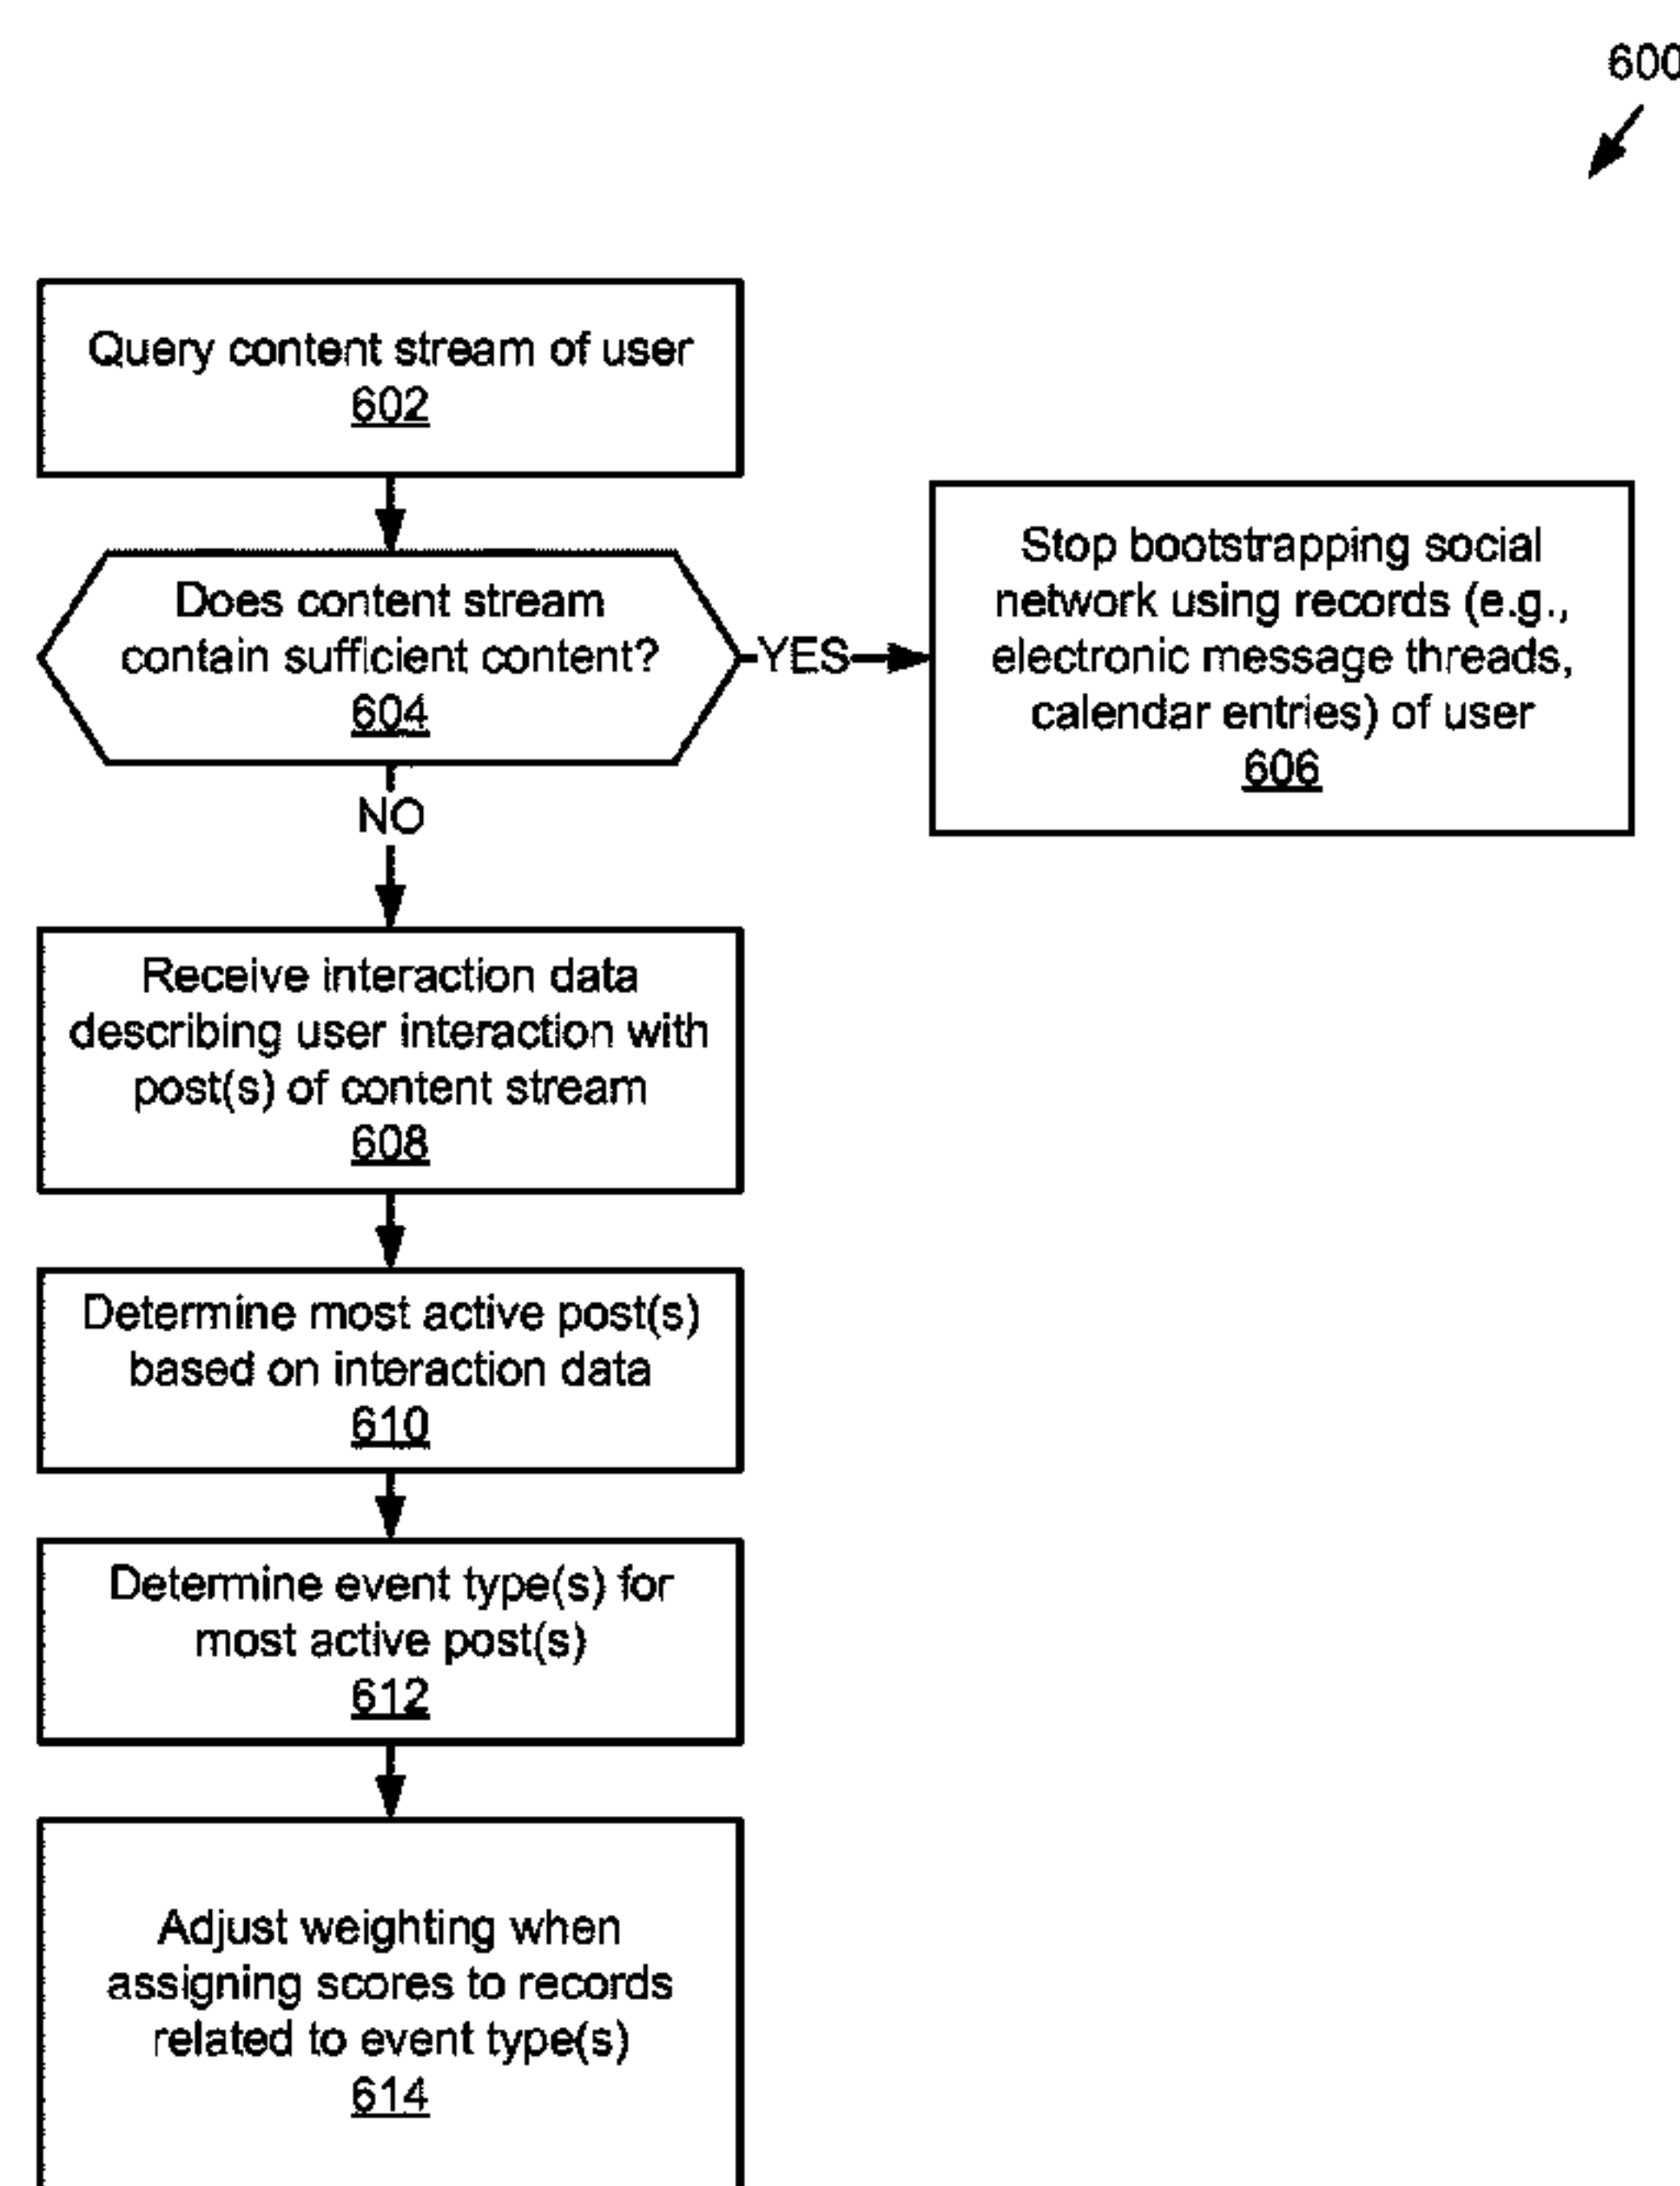 600
Query content stream of user
602
Does content stream
contain sufficient content?
604
YES
Stop bootstrapping social
network using records (e.g.,
electronic message threads,
calendar entries) of user
606
NO
Receive interaction data
describing user interaction with
post(s) of content stream
608
Determine most active post(s)
based on interaction data
610
Determine event type(s) for
most active post(s)
612
Adjust weighting when
assigning scores to records
related to event type(s)
614